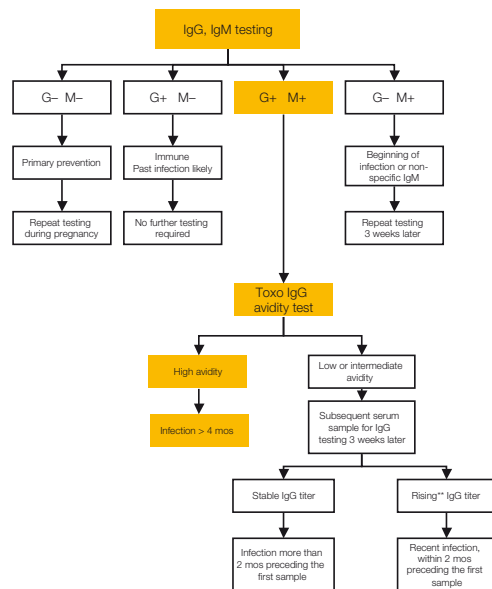 IgG, IgM testing
G– M–
G+ M–
G+ M+
G– M+
Primary prevention
Immune
Past infection likely
Beginning of
infection or non-
specific IgM
Repeat testing
during pregnancy
No further testing
required
Repeat testing
3 weeks later
Toxo IgG
avidity test
High avidity
Low or intermediate
avidity
Infection > 4 mos
Subsequent serum
sample for IgG
testing 3 weeks later
Stable IgG titer
Rising** IgG titer
Infection more than
2 mos preceding the
first sample
Recent infection,
within 2 mos
preceding the first
sample